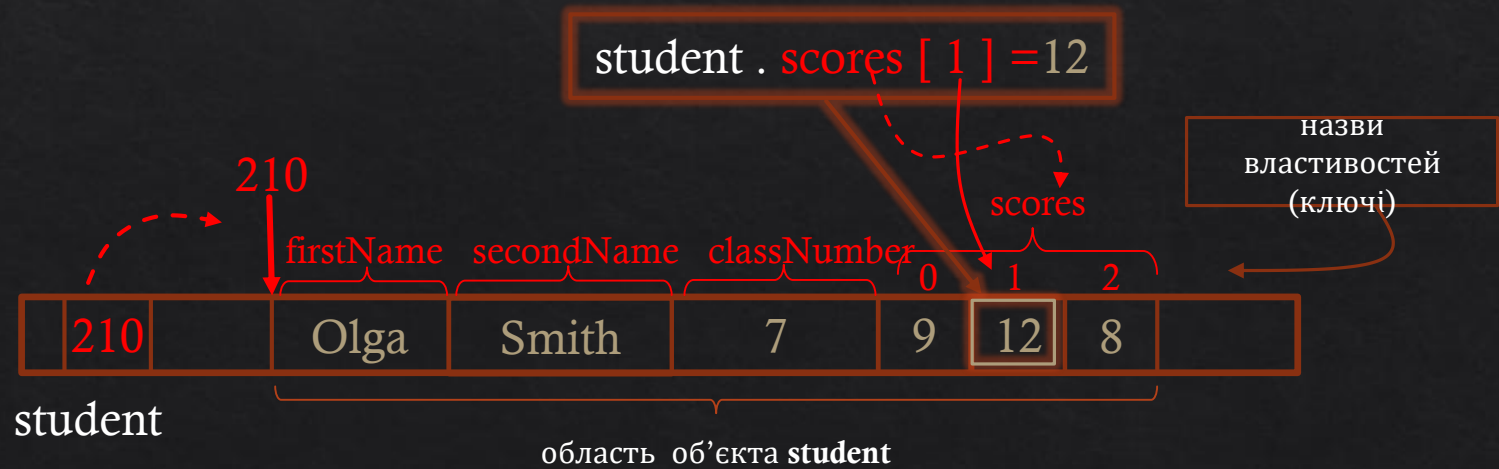 student . scores [ 1 ] =12
назви
властивостей
(ключі)
210
scores
firstName secondName classNumber
0 1 2
210 Olga Smith 7 9 12 8
student
область об’єкта student